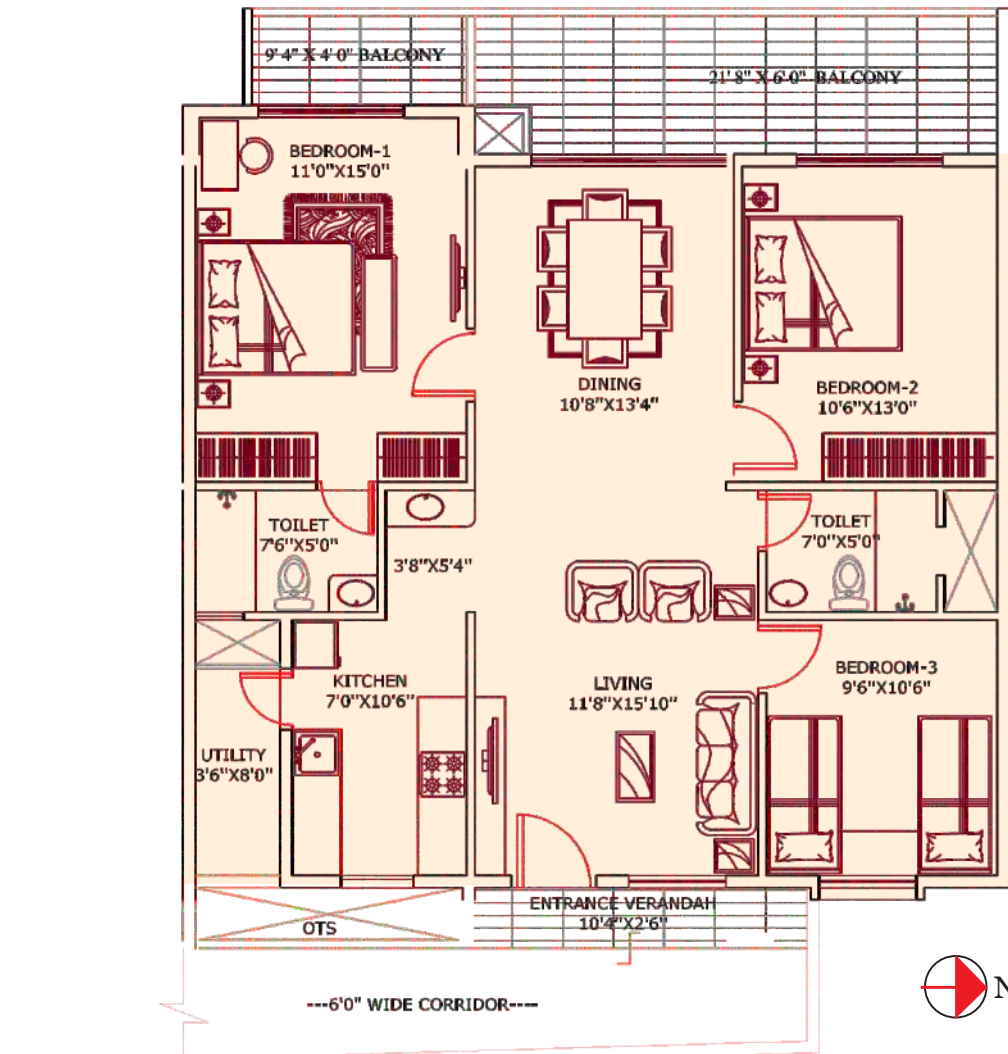 9' 4" X 4' 0" BALCONY
21' 8" X 6'0" BALCONY
BEDROOM-1
11'0"X15'0"
DINING
10'8"X13'4"
BEDROOM-2
10'6"X13'0"
TOILET
7'6"X5'0"
3'8"X5'4"
TOILET
7'0"X5'0"
KITCHEN
7'0"X10'6"
LIVING
11'8"X15'10"
BEDROOM-3
9'6"X10'6"
UTILITY
3'6"X8'0"
ENTRANCE VERANDAH
10'4"X2'6"
OTS
---6'0" WIDE CORRIDOR----
N